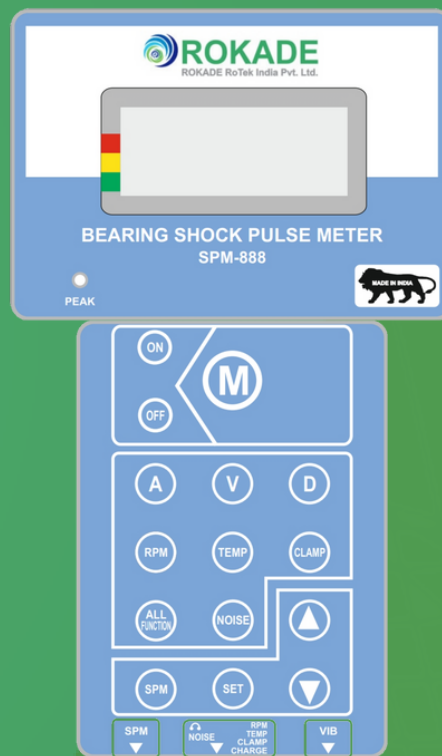 ROKADE
ROKADE RoTek India Pvt. Ltd.
BEARING SHOCK PULSE METER
SPM-888
PEAK
MADE IN INDIA
ON
M
OFF
A V D
RPM TEMP CLAMP
ALL
FUNCTION
NOISE
SPM SET
SPM
NOISE
RPM
TEMP
CLAMP
CHARGE
VIB